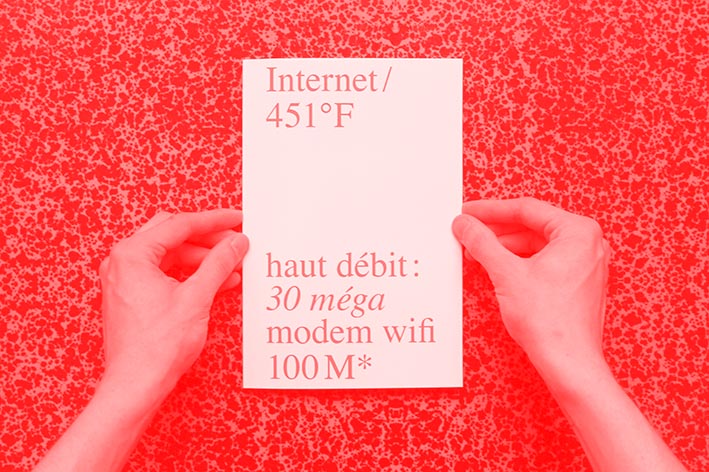 Internet /
451°F
haut débit :
30 méga
modem wifi
100 M*